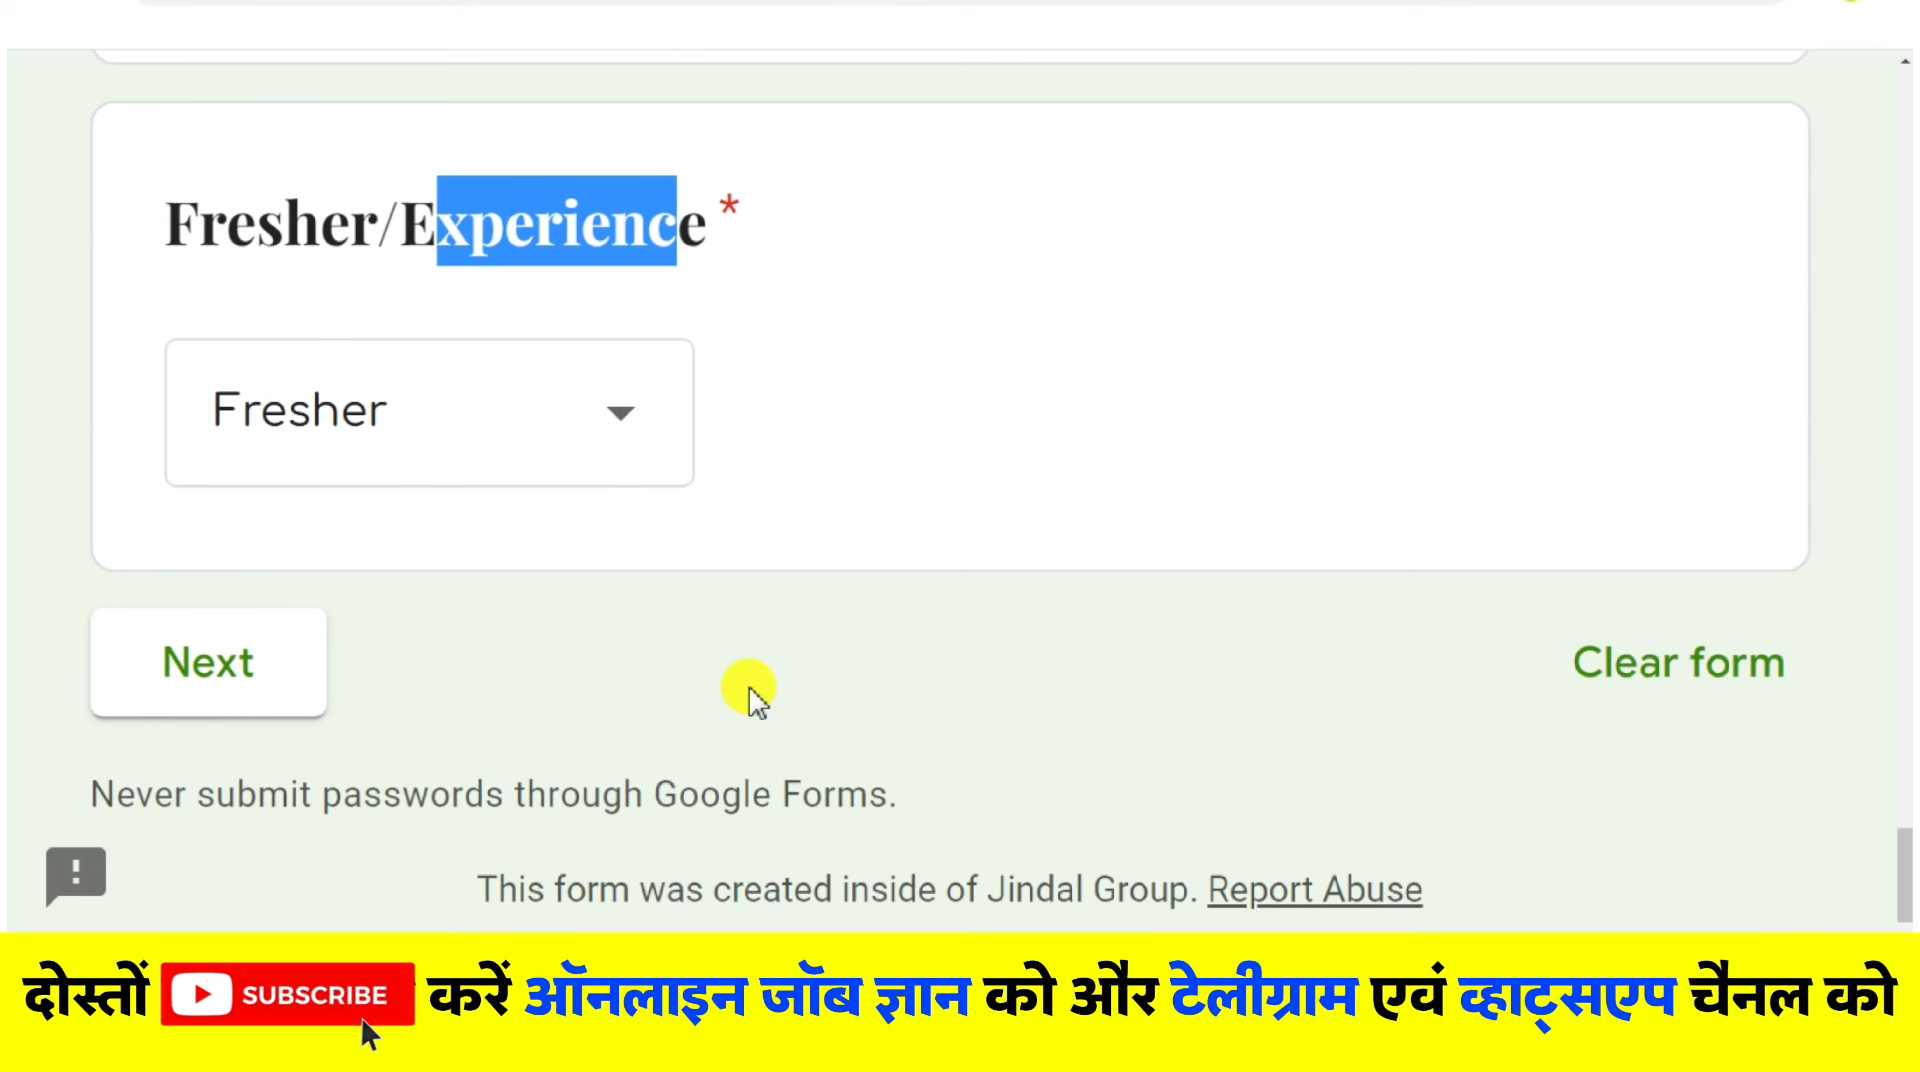 Fresher/Experience *
Fresher
Next
Clear form
Never submit passwords through Google Forms.
This form was created inside of Jindal Group. Report Abuse
दोस्तों SUBSCRIBE करें ऑनलाइन जॉब ज्ञान को और टेलीग्राम एवं व्हाट्सएप चैनल को